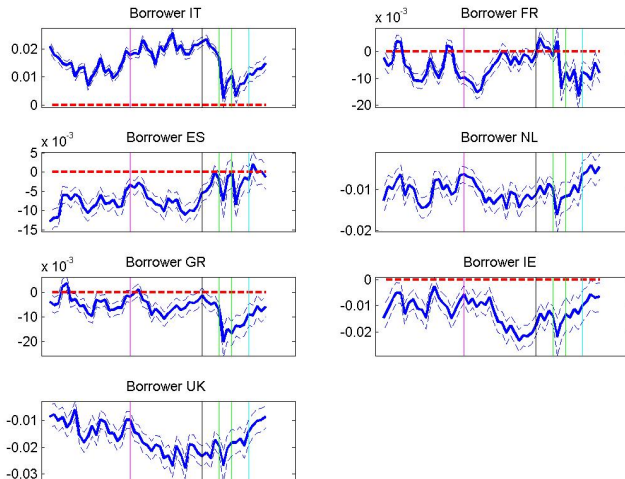 Borrower IT
0.02
0.01
0
x 10⁻³
Borrower FR
0
-10
-20
x 10⁻³
Borrower ES
5
0
-5
-10
-15
Borrower NL
-0.01
-0.02
x 10⁻³
Borrower GR
0
-10
-20
Borrower IE
0
-0.01
-0.02
Borrower UK
-0.01
-0.02
-0.03